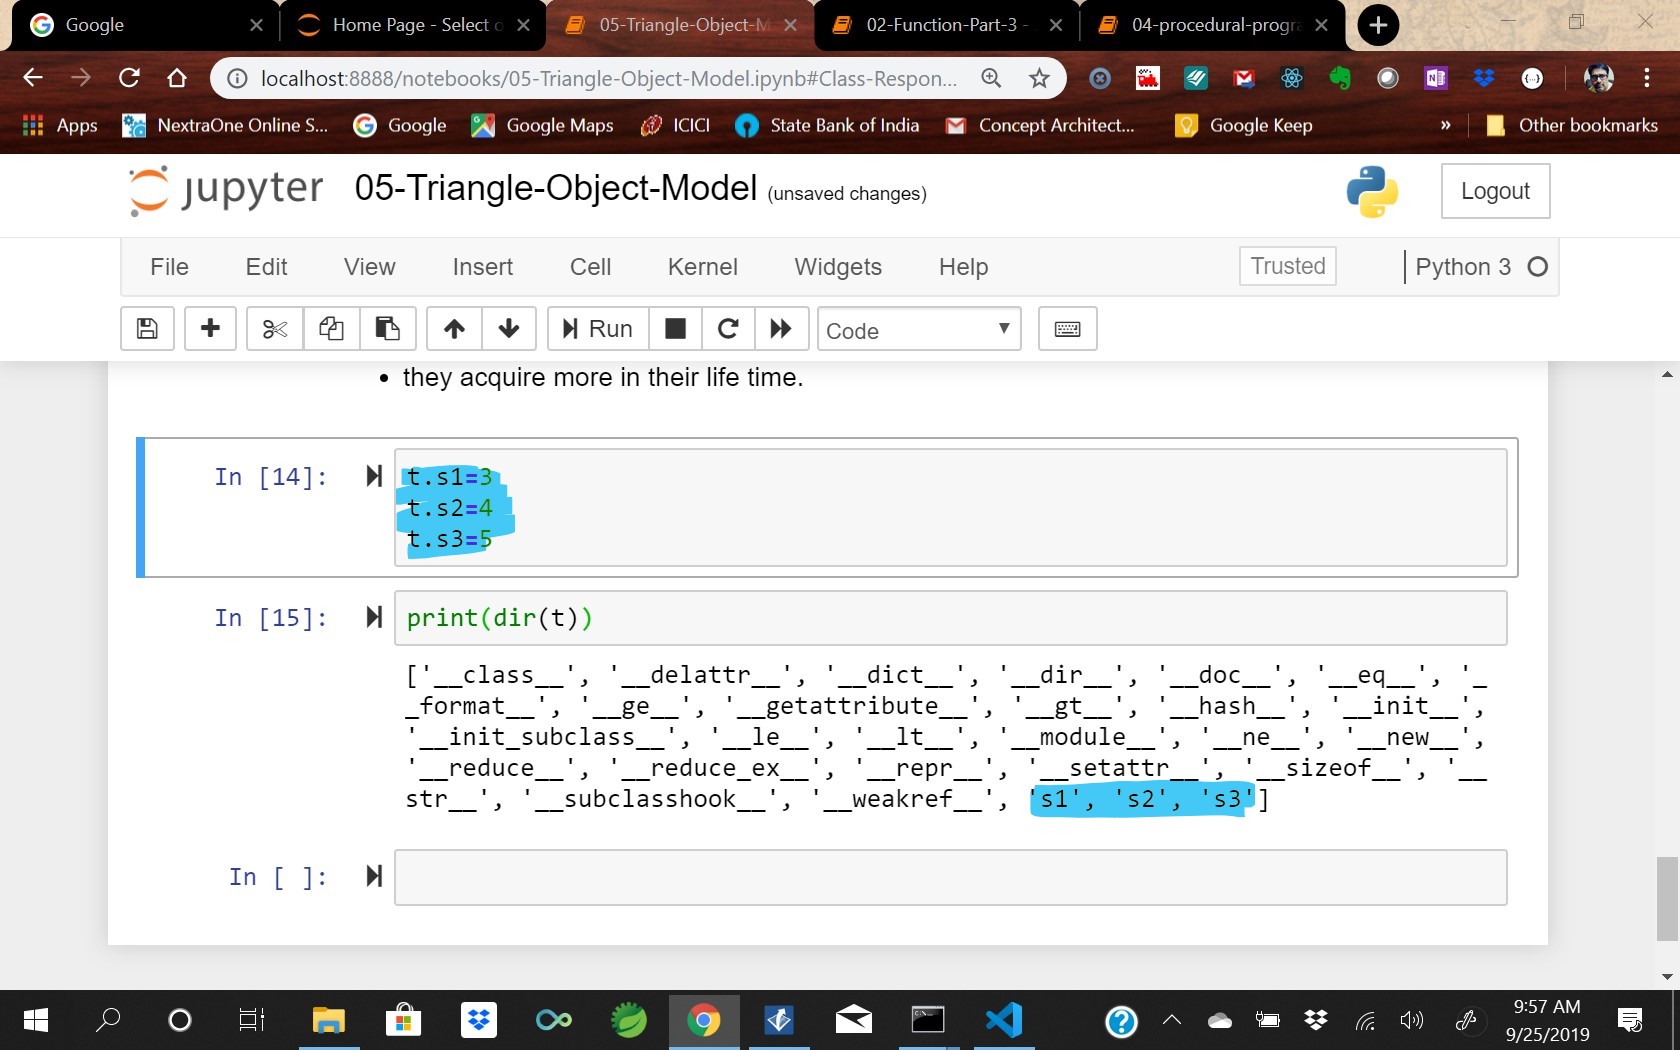 Google
Home Page - Select o
05-Triangle-Object-M
02-Function-Part-3 -
04-procedural-progra
localhost:8888/notebooks/05-Triangle-Object-Model.ipynb#Class-Respon...
Apps
NextraOne Online S...
Google
Google Maps
ICICI
State Bank of India
Concept Architect...
Google Keep
»
Other bookmarks
jupyter 05-Triangle-Object-Model (unsaved changes)
Logout
File Edit View Insert Cell Kernel Widgets Help
Trusted
Python 3
Run
Code
• they acquire more in their life time.
In [14]:
t.s1=3
t.s2=4
t.s3=5
In [15]:
print(dir(t))
['__class__', '__delattr__', '__dict__', '__dir__', '__doc__', '__eq__', '_
_format__', '__ge__', '__getattribute__', '__gt__', '__hash__', '__init__',
'__init_subclass__', '__le__', '__lt__', '__module__', '__ne__', '__new__',
'__reduce__', '__reduce_ex__', '__repr__', '__setattr__', '__sizeof__', '__
str__', '__subclasshook__', '__weakref__', 's1', 's2', 's3']
In [ ]:
9:57 AM
9/25/2019